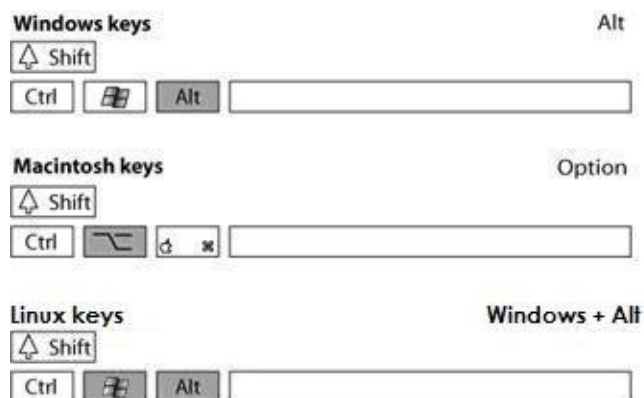 Windows keys Alt
Shift
Ctrl Alt
Macintosh keys Option
Shift
Ctrl
Linux keys Windows + Alt
Shift
Ctrl Alt